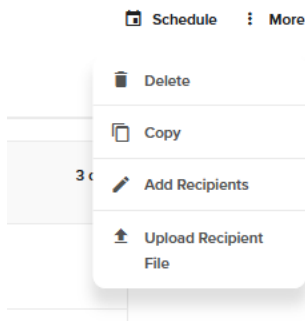 Schedule More
Delete
Copy
3
Add Recipients
Upload Recipient
File